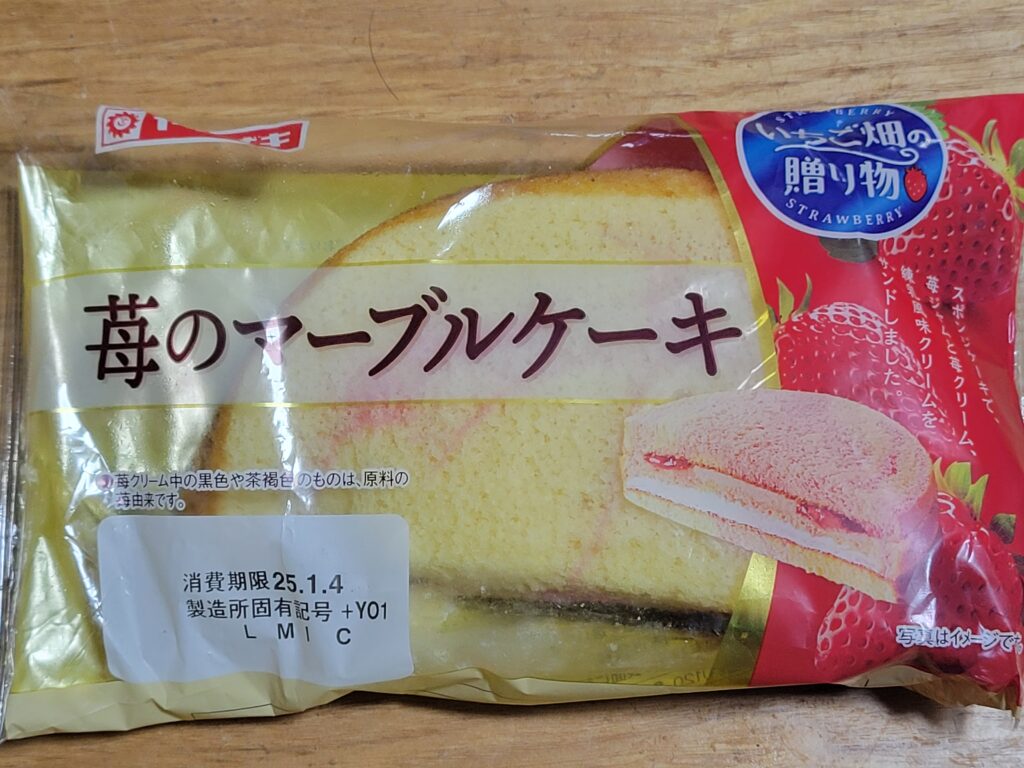 STRAWBERRY
いちご畑の
贈り物
STRAWBERRY
苺のマーブルケーキ
スポンジケーキで、
苺ジャムと苺クリーム、
練乳風味クリームを
サンドしました。
苺クリーム中の黒色や茶褐色のものは、原料の
苺由来です。
消費期限25.1.4
製造所固有記号 +Y01
L M I C
写真はイメージです